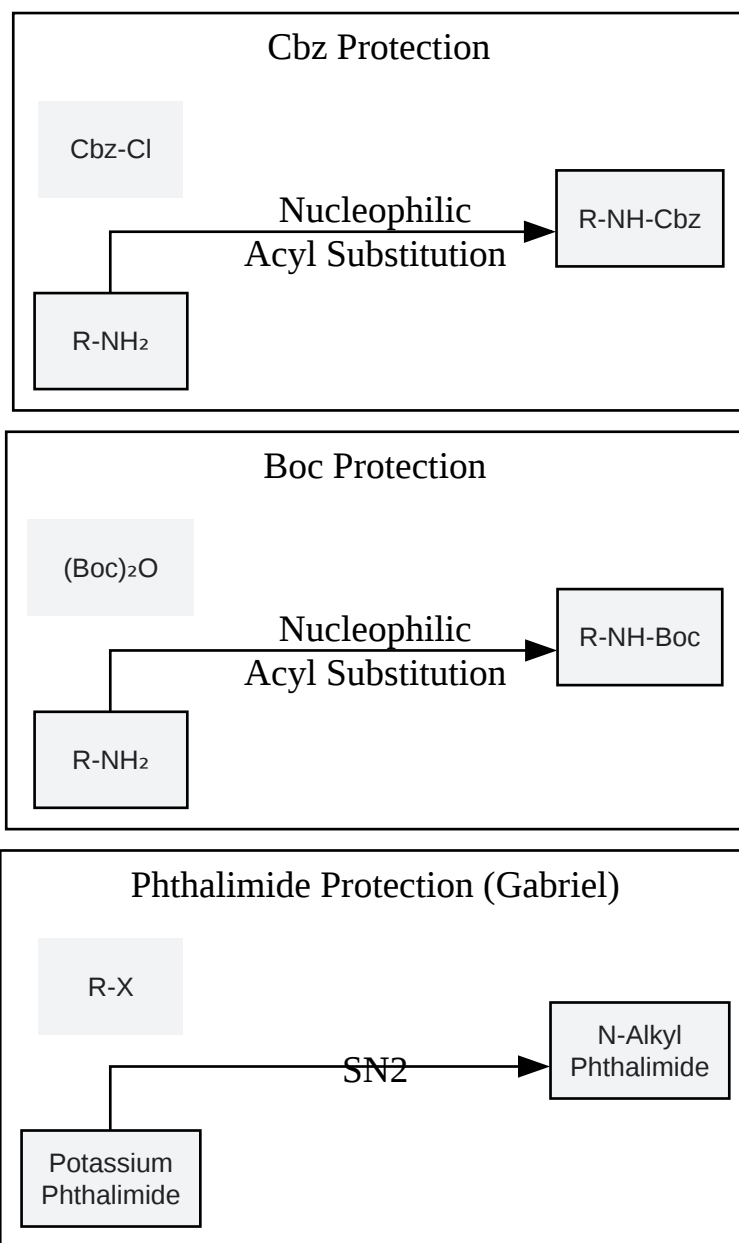 Cbz Protection
Cbz-Cl
Nucleophilic
Acyl Substitution
R-NH-Cbz
R-NH₂
Boc Protection
(Boc)₂O
Nucleophilic
Acyl Substitution
R-NH-Boc
R-NH₂
Phthalimide Protection (Gabriel)
R-X
N-Alkyl
Phthalimide
SN2
Potassium
Phthalimide